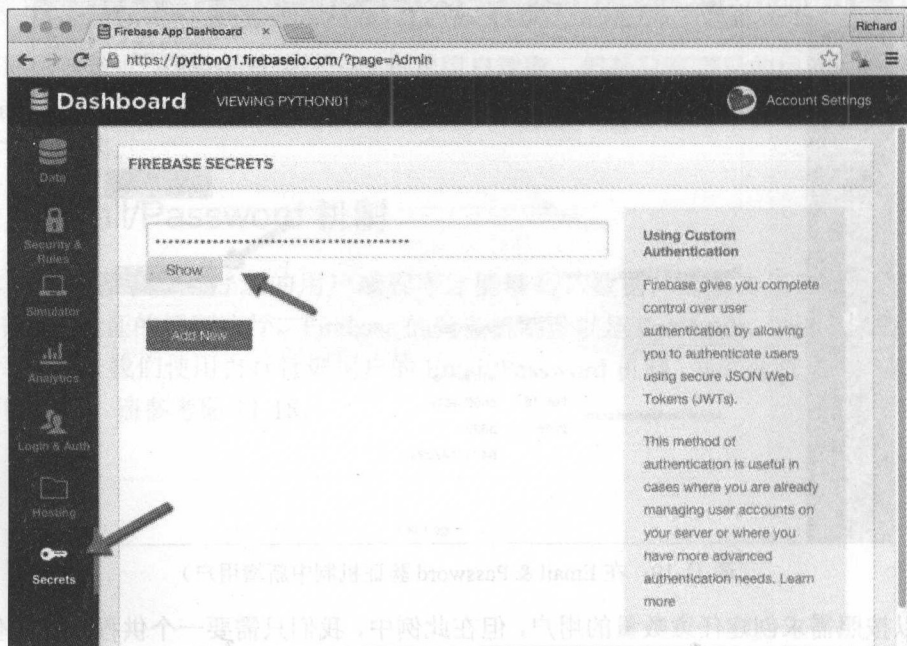 Firebase App Dashboard
Richard
https://python01.firebaseio.com/?page=Admin
Dashboard
VIEWING PYTHON01
Account Settings
Data
Security &
Rules
Simulator
Analytics
Login & Auth
Hosting
Secrets
FIREBASE SECRETS
****************************************
Show
Add New
Using Custom
Authentication
Firebase gives you complete
control over user
authentication by allowing
you to authenticate users
using secure JSON Web
Tokens (JWTs).
This method of
authentication is useful in
cases where you are already
managing user accounts on
your server or where you
have more advanced
authentication needs. Learn
more